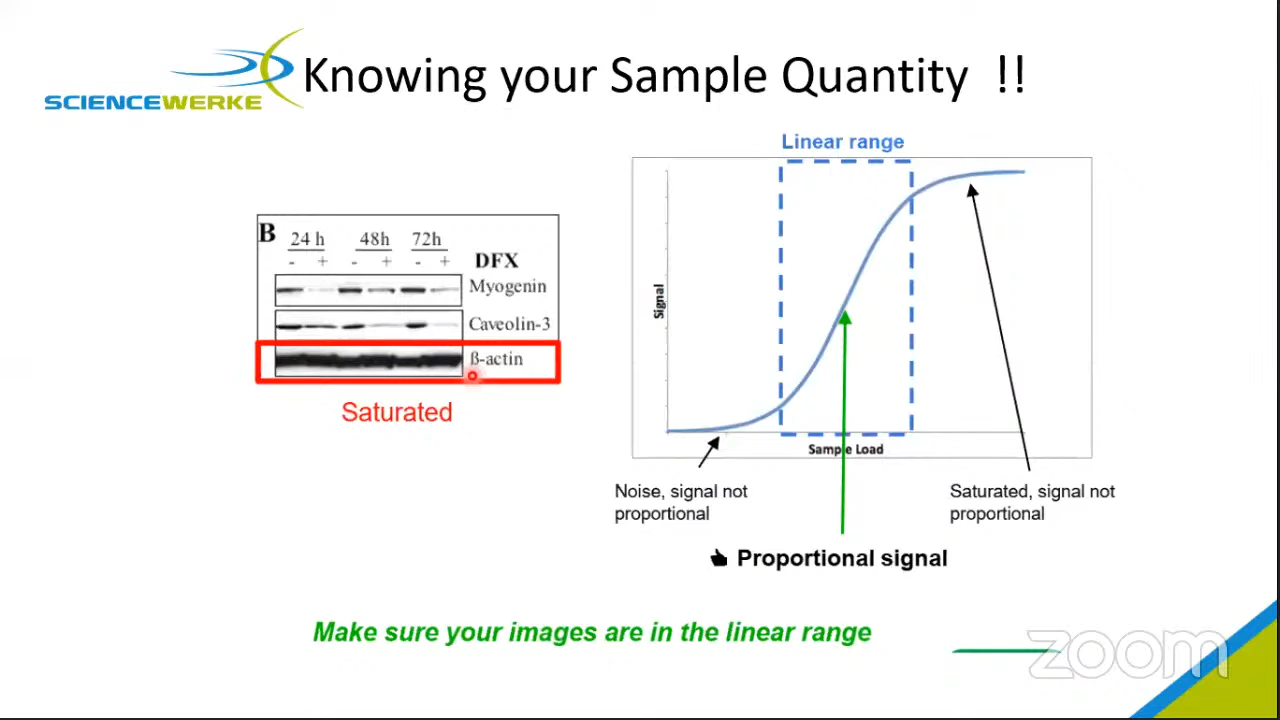 Knowing your Sample Quantity !!
SCIENCEWERKE
B
24 h 48h 72h
- + - + - + DFX
Myogenin
Caveolin-3
ß-actin
Saturated
Linear range
Signal
Sample Load
Noise, signal not
proportional
Saturated, signal not
proportional
Proportional signal
Make sure your images are in the linear range
zoom